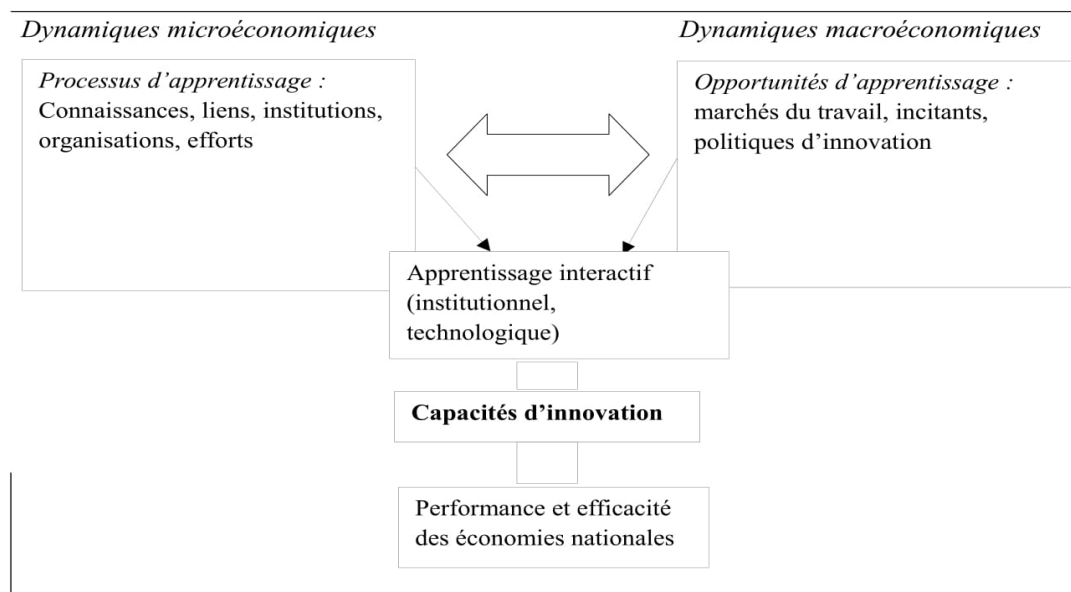 Dynamiques microéconomiques
Dynamiques macroéconomiques
Processus d'apprentissage :
Connaissances, liens, institutions,
organisations, efforts
Opportunités d'apprentissage :
marchés du travail, incitants,
politiques d'innovation
Apprentissage interactif
(institutionnel,
technologique)
Capacités d'innovation
Performance et efficacité
des économies nationales